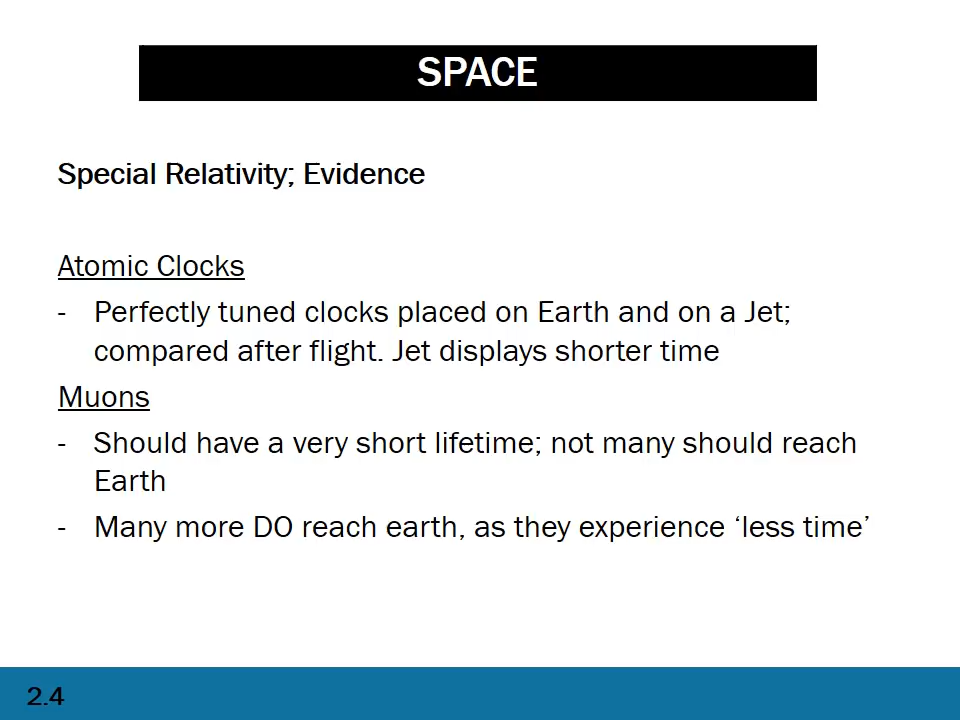 SPACE
Special Relativity; Evidence
Atomic Clocks
- Perfectly tuned clocks placed on Earth and on a Jet;
compared after flight. Jet displays shorter time
Muons
- Should have a very short lifetime; not many should reach
Earth
- Many more DO reach earth, as they experience ‘less time’
2.4